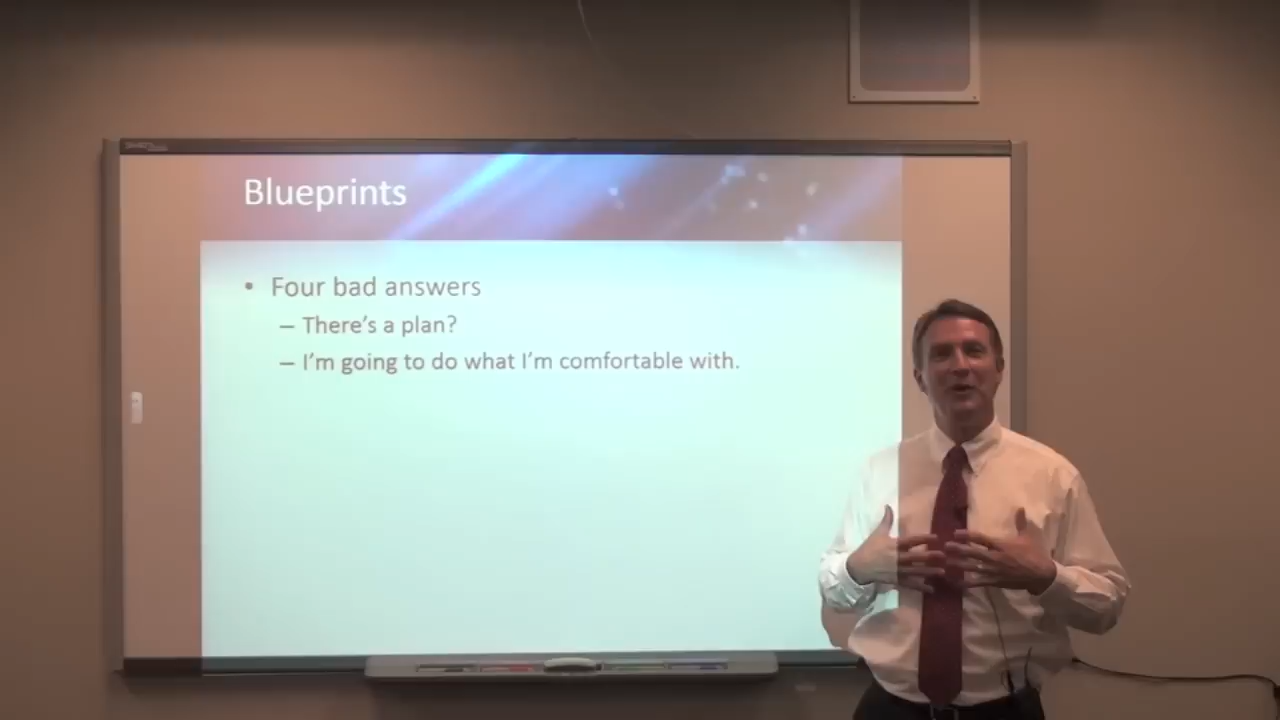 Blueprints
• Four bad answers
– There's a plan?
– I'm going to do what I'm comfortable with.